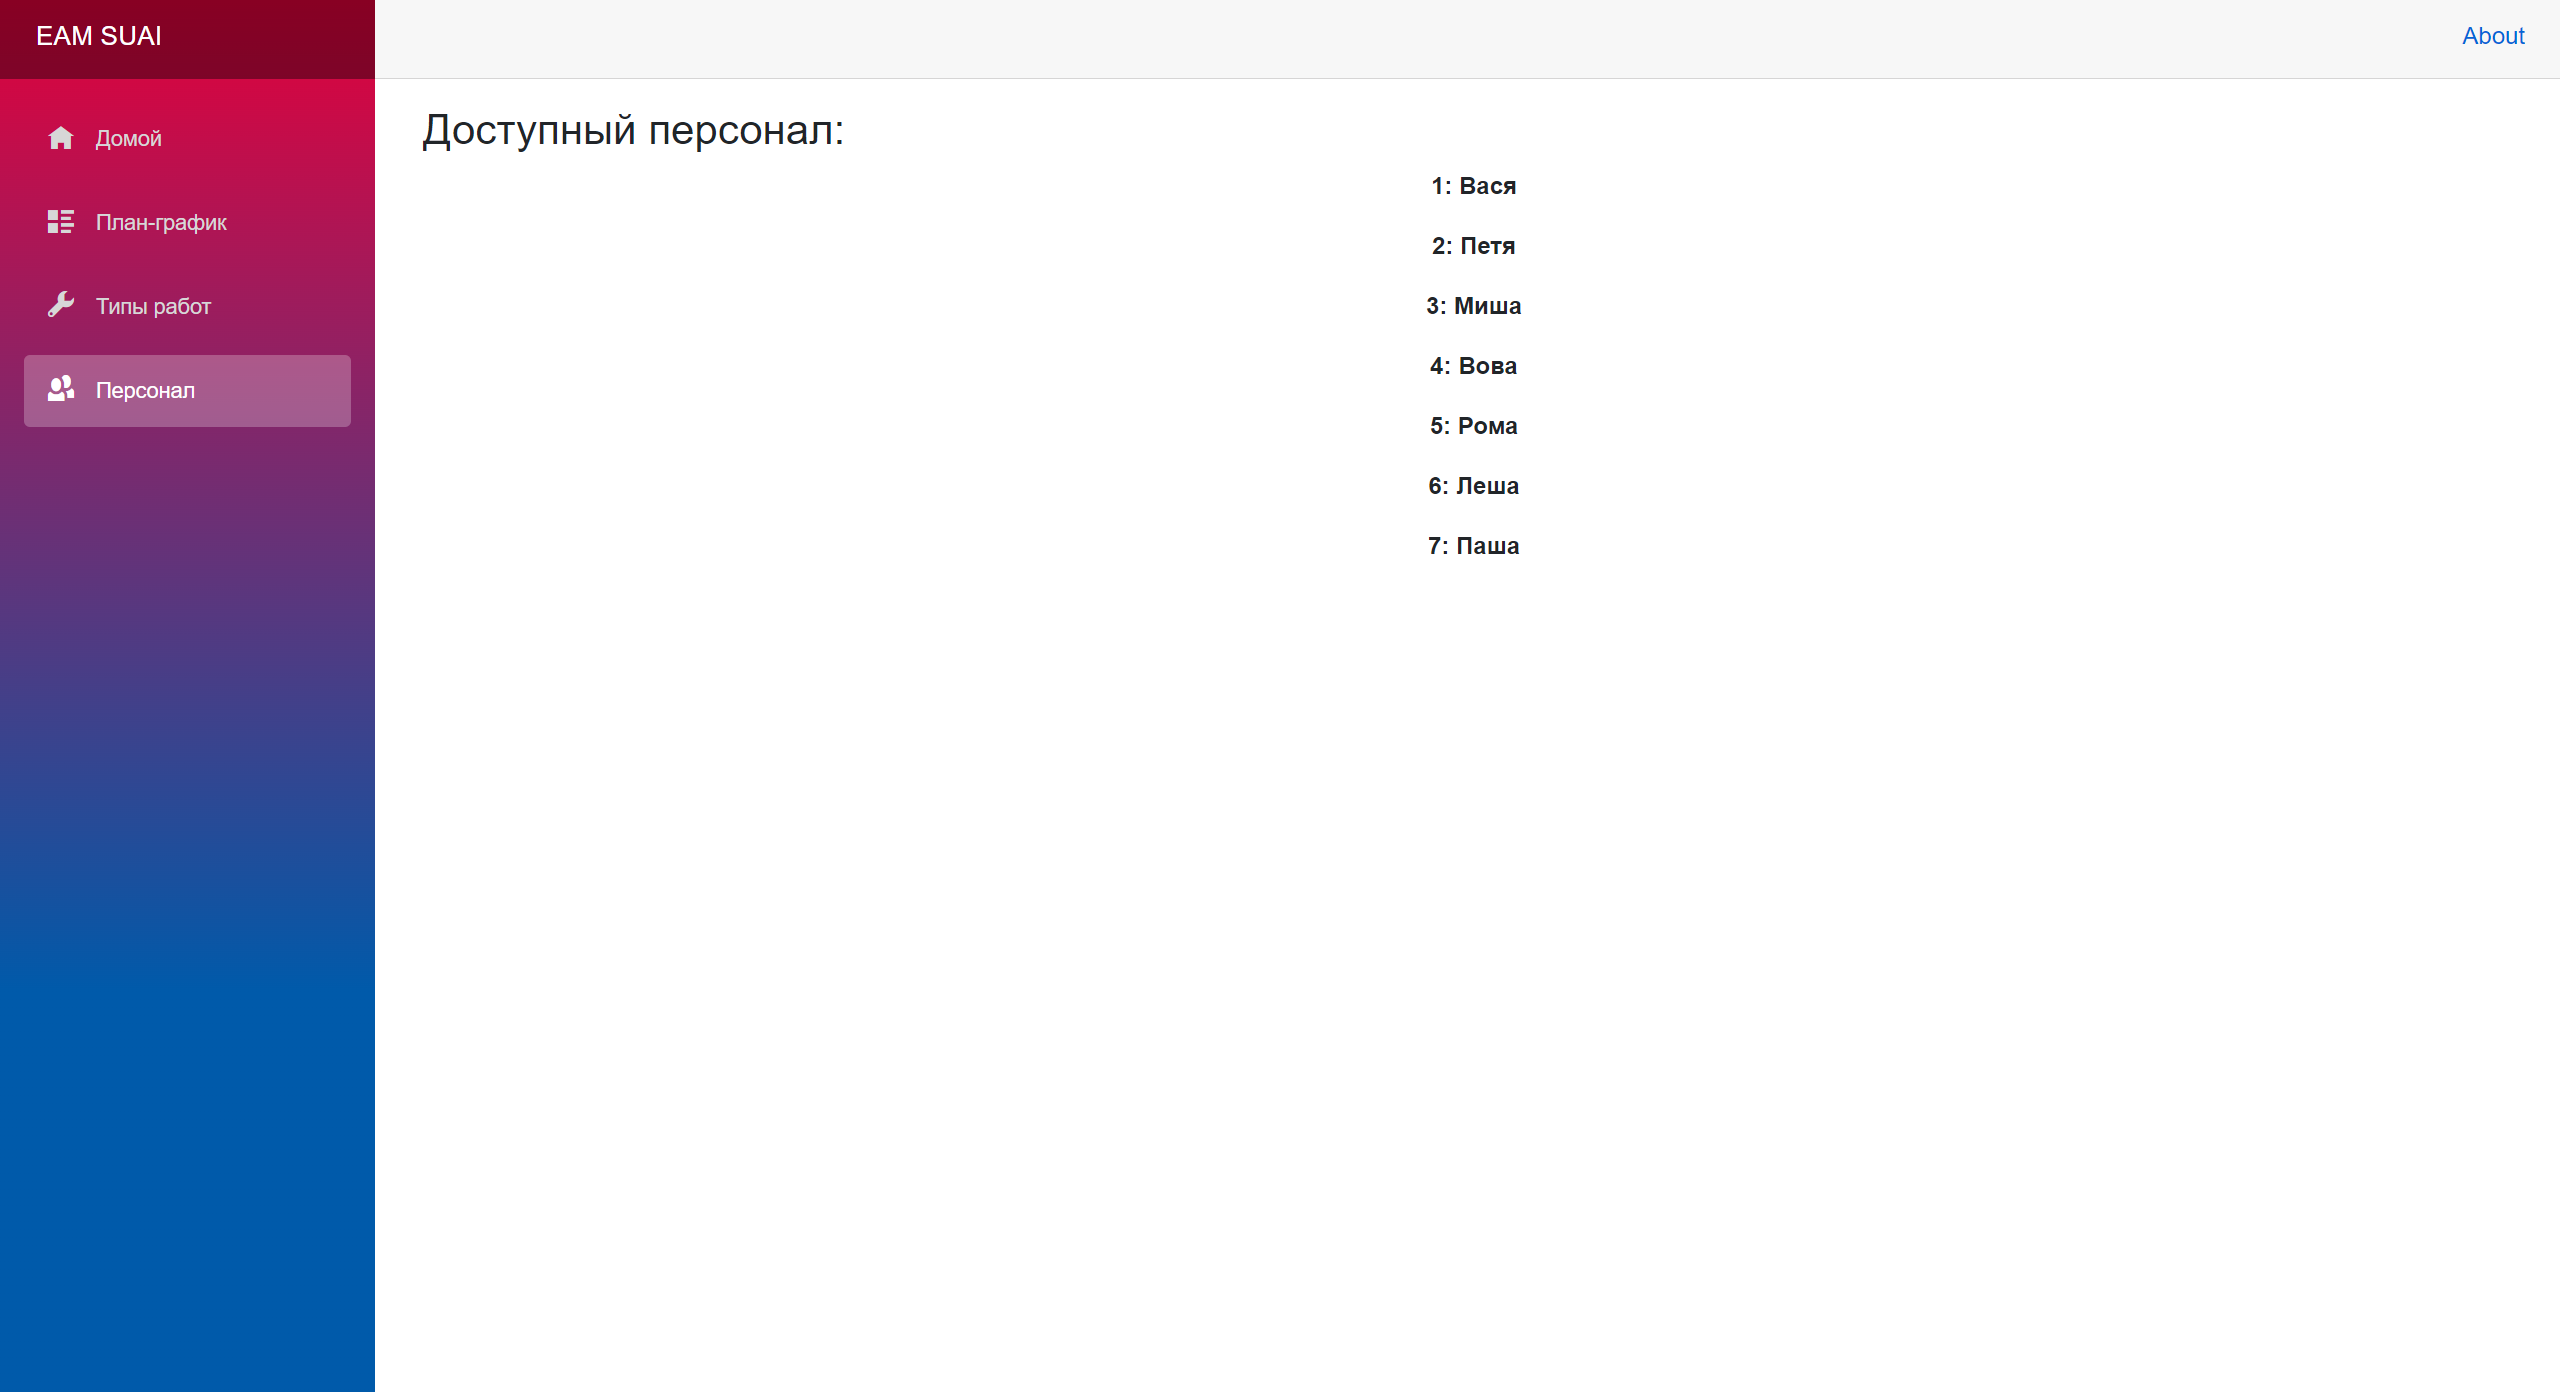 EAM SUAI
About
Домой
План-график
Типы работ
Персонал
Доступный персонал:
1: Вася
2: Петя
3: Миша
4: Вова
5: Рома
6: Леша
7: Паша